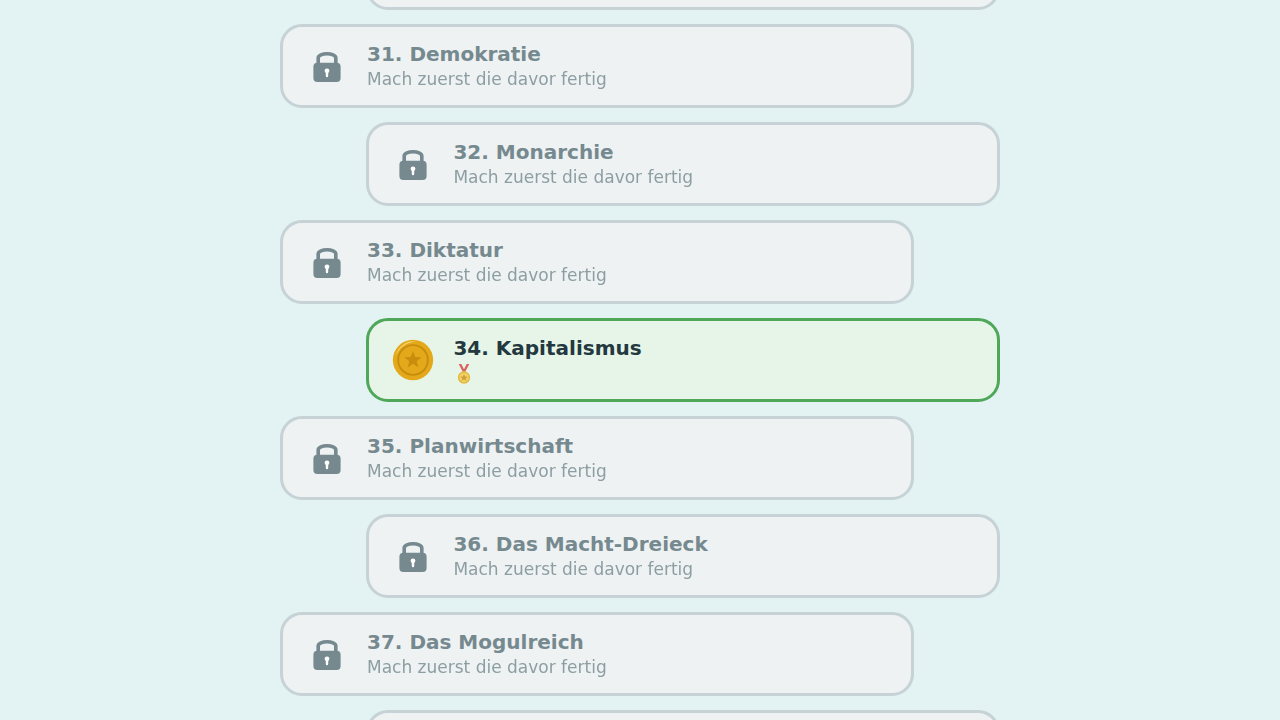 31. Demokratie
Mach zuerst die davor fertig
32. Monarchie
Mach zuerst die davor fertig
33. Diktatur
Mach zuerst die davor fertig
34. Kapitalismus
35. Planwirtschaft
Mach zuerst die davor fertig
36. Das Macht-Dreieck
Mach zuerst die davor fertig
37. Das Mogulreich
Mach zuerst die davor fertig